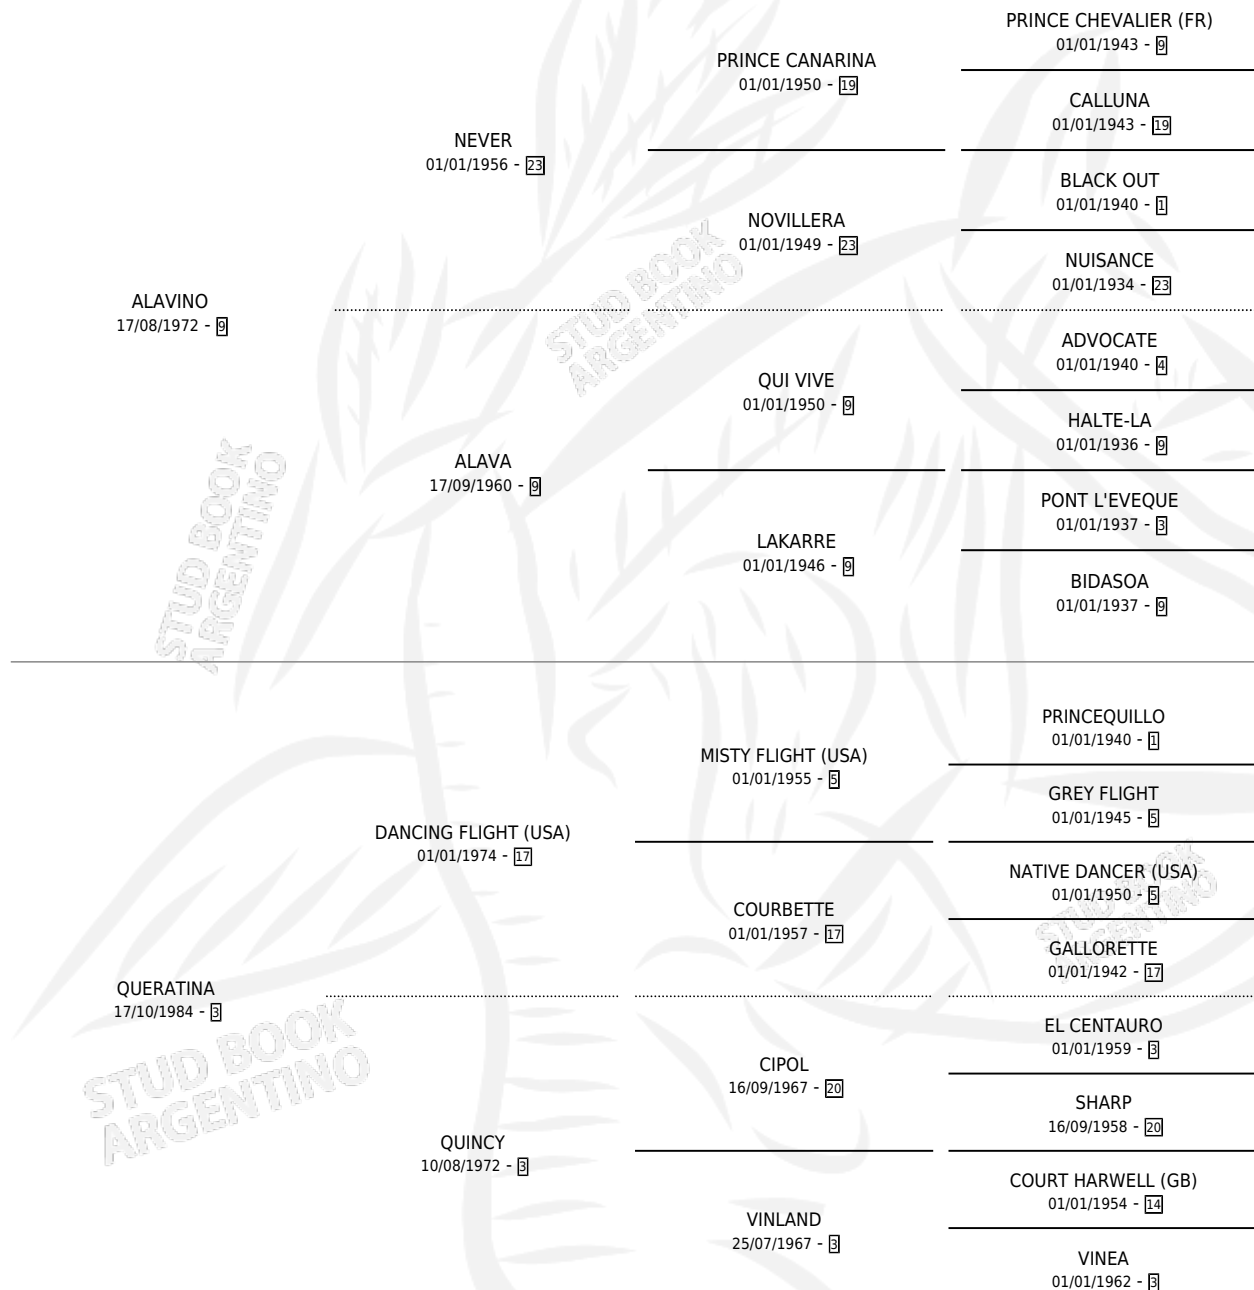 PRINCE CHEVALIER (FR)
01/01/1943 - 9
PRINCE CANARINA
01/01/1950 - 19
CALLUNA
01/01/1943 - 19
NEVER
01/01/1956 - 23
BLACK OUT
01/01/1940 - 1
NOVILLERA
01/01/1949 - 23
NUISANCE
01/01/1934 - 23
ALAVINO
17/08/1972 - 9
ADVOCATE
01/01/1940 - 4
QUI VIVE
01/01/1950 - 9
HALTE-LA
01/01/1936 - 9
ALAVA
17/09/1960 - 9
PONT L'EVEQUE
01/01/1937 - 3
LAKARRE
01/01/1946 - 9
BIDASOA
01/01/1937 - 9
PRINCEQUILLO
01/01/1940 - 1
MISTY FLIGHT (USA)
01/01/1955 - 5
GREY FLIGHT
01/01/1945 - 5
DANCING FLIGHT (USA)
01/01/1974 - 17
NATIVE DANCER (USA)
01/01/1950 - 5
COURBETTE
01/01/1957 - 17
GALLORETTE
01/01/1942 - 17
QUERATINA
17/10/1984 - 3
EL CENTAURO
01/01/1959 - 3
CIPOL
16/09/1967 - 20
SHARP
16/09/1958 - 20
QUINCY
10/08/1972 - 3
COURT HARWELL (GB)
01/01/1954 - 14
VINLAND
25/07/1967 - 3
VINEA
01/01/1962 - 3
STUD BOOK
ARGENTINO
STUD BOOK
ARGENTINO
STUD BOOK
ARGENTINO
STUD BOOK
ARGENTINO